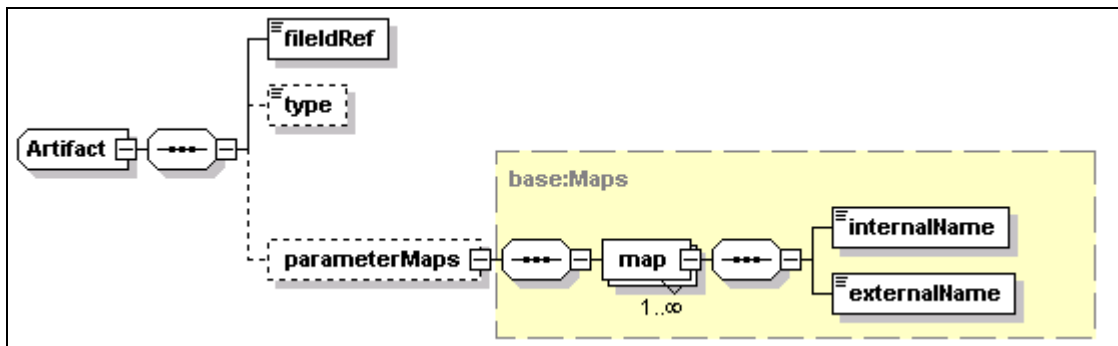 fileIdRef
type
Artifact
base:Maps
parameterMaps
map
1..∞
internalName
externalName